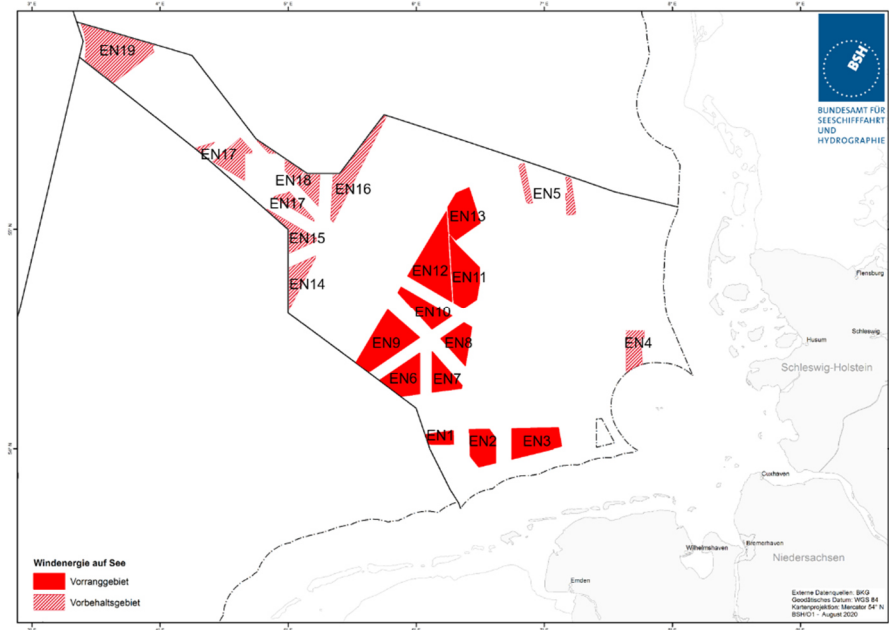 EN19
BSH
BUNDESAMT FÜR
SEESCHIFFFAHRT
UND
HYDROGRAPHIE
EN17
EN18
EN16
EN5
EN17
EN13
EN15
EN12
EN11
EN14
Flensburg
EN10
EN9
EN8
EN4
Husum
Schleswig
Schleswig-Holstein
EN6
EN7
EN1
EN2
EN3
Cuxhaven
Wilhelmshaven
Bremerhaven
Niedersachsen
Emden
Windenergie auf See
Vorranggebiet
Vorbehaltsgebiet
Externe Datenquellen: BKG
Geodätisches Datum: WGS 84
Kartenprojektion: Mercator 54° N
BSH/O1 - August 2020